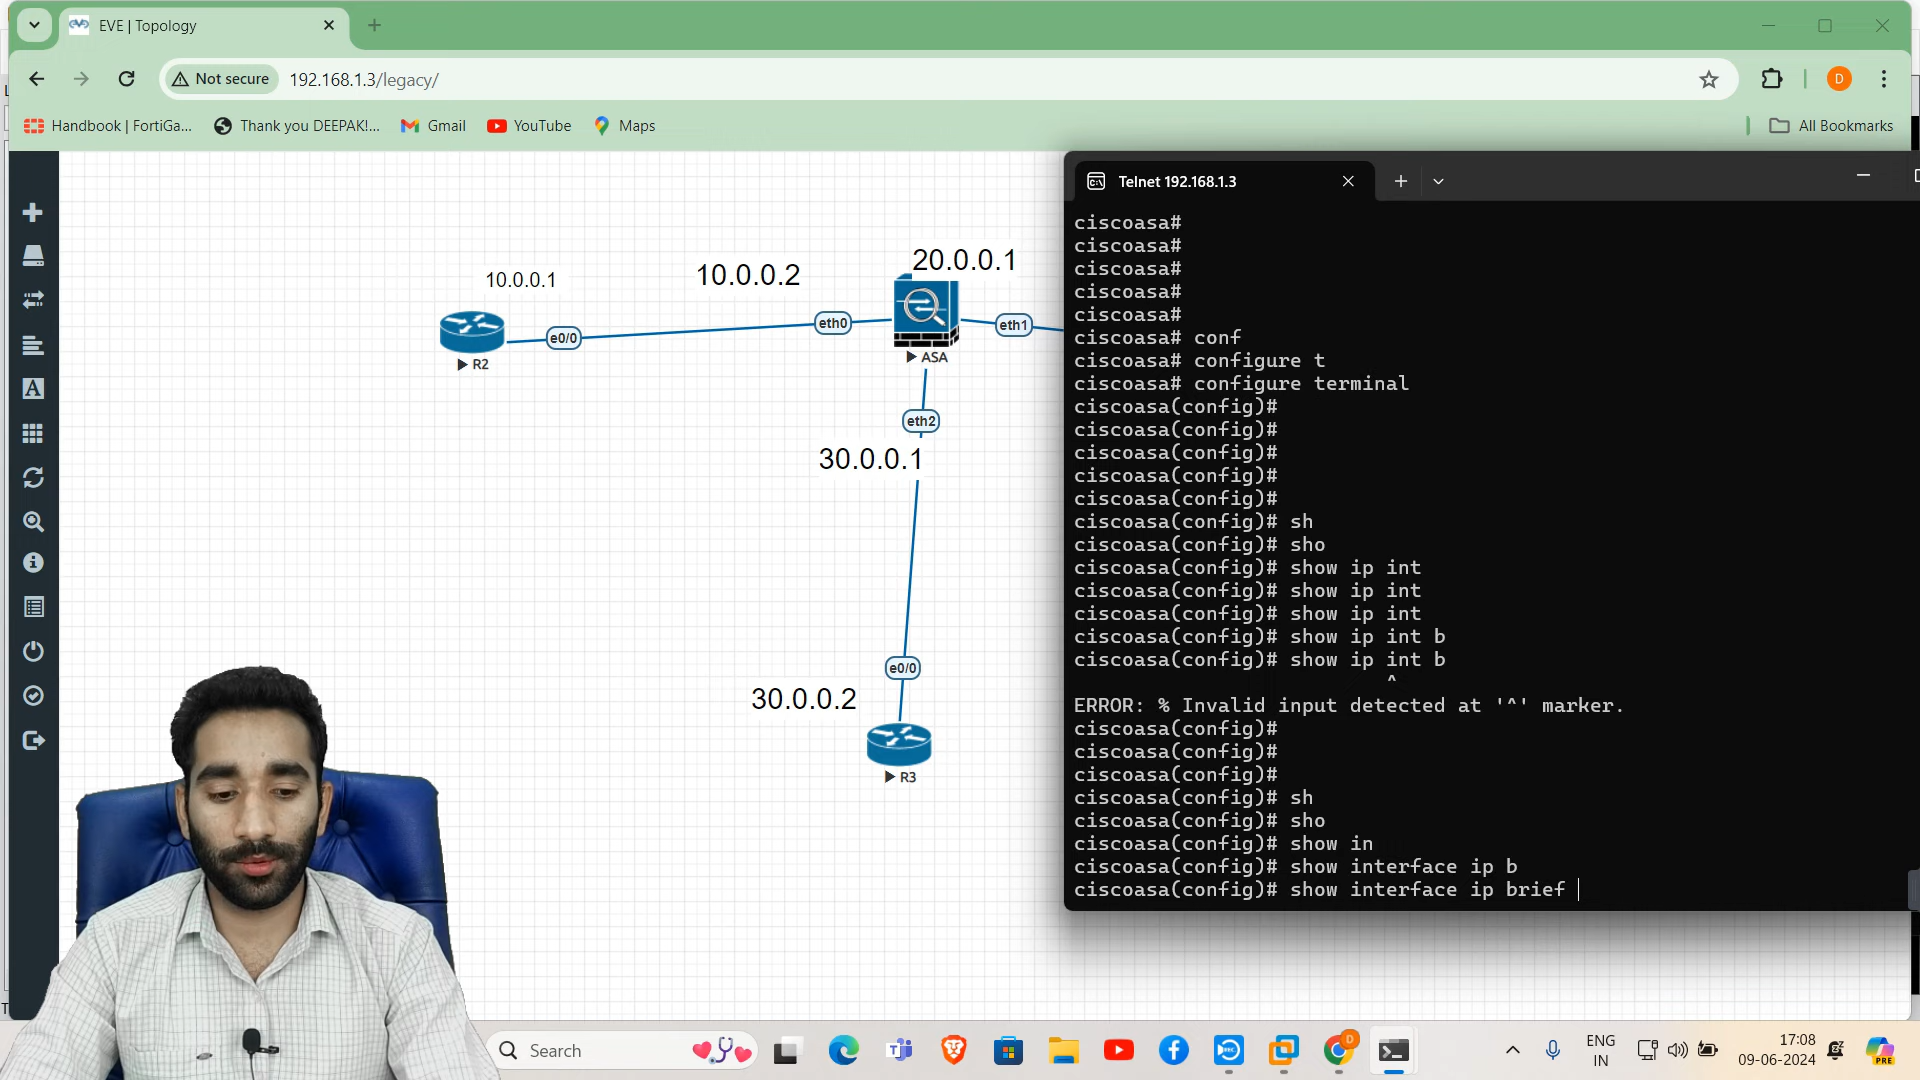 EVE | Topology
Not secure
192.168.1.3/legacy/
D
Handbook | FortiGa...
Thank you DEEPAK!...
Gmail
YouTube
Maps
All Bookmarks
Telnet 192.168.1.3
10.0.0.1
10.0.0.2
20.0.0.1
e0/0
eth0
eth1
R2
ASA
eth2
30.0.0.1
e0/0
30.0.0.2
R3
ciscoasa#
ciscoasa#
ciscoasa#
ciscoasa#
ciscoasa#
ciscoasa# conf
ciscoasa# configure t
ciscoasa# configure terminal
ciscoasa(config)#
ciscoasa(config)#
ciscoasa(config)#
ciscoasa(config)#
ciscoasa(config)#
ciscoasa(config)# sh
ciscoasa(config)# sho
ciscoasa(config)# show ip int
ciscoasa(config)# show ip int
ciscoasa(config)# show ip int
ciscoasa(config)# show ip int b
ciscoasa(config)# show ip int b
^
ERROR: % Invalid input detected at '^' marker.
ciscoasa(config)#
ciscoasa(config)#
ciscoasa(config)#
ciscoasa(config)# sh
ciscoasa(config)# sho
ciscoasa(config)# show in
ciscoasa(config)# show interface ip b
ciscoasa(config)# show interface ip brief
Search
D
ENG
IN
17:08
09-06-2024
PRE